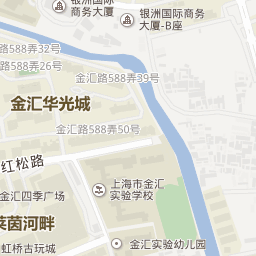 银洲国际
商务大厦
银洲国际商务
大厦-B座
路588弄32号
汇路588弄26号
金汇路588弄39号
金汇华光城
金汇路588弄50号
红松路
上海市金汇
实验学校
金汇四季广场
莱茵河畔
虹桥古玩城
金汇实验幼儿园